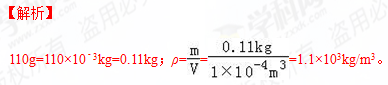 【解析】
110g=110×10⁻³kg=0.11kg；ρ=m/V=0.11kg/1×10⁻⁴m³=1.1×10³kg/m³。